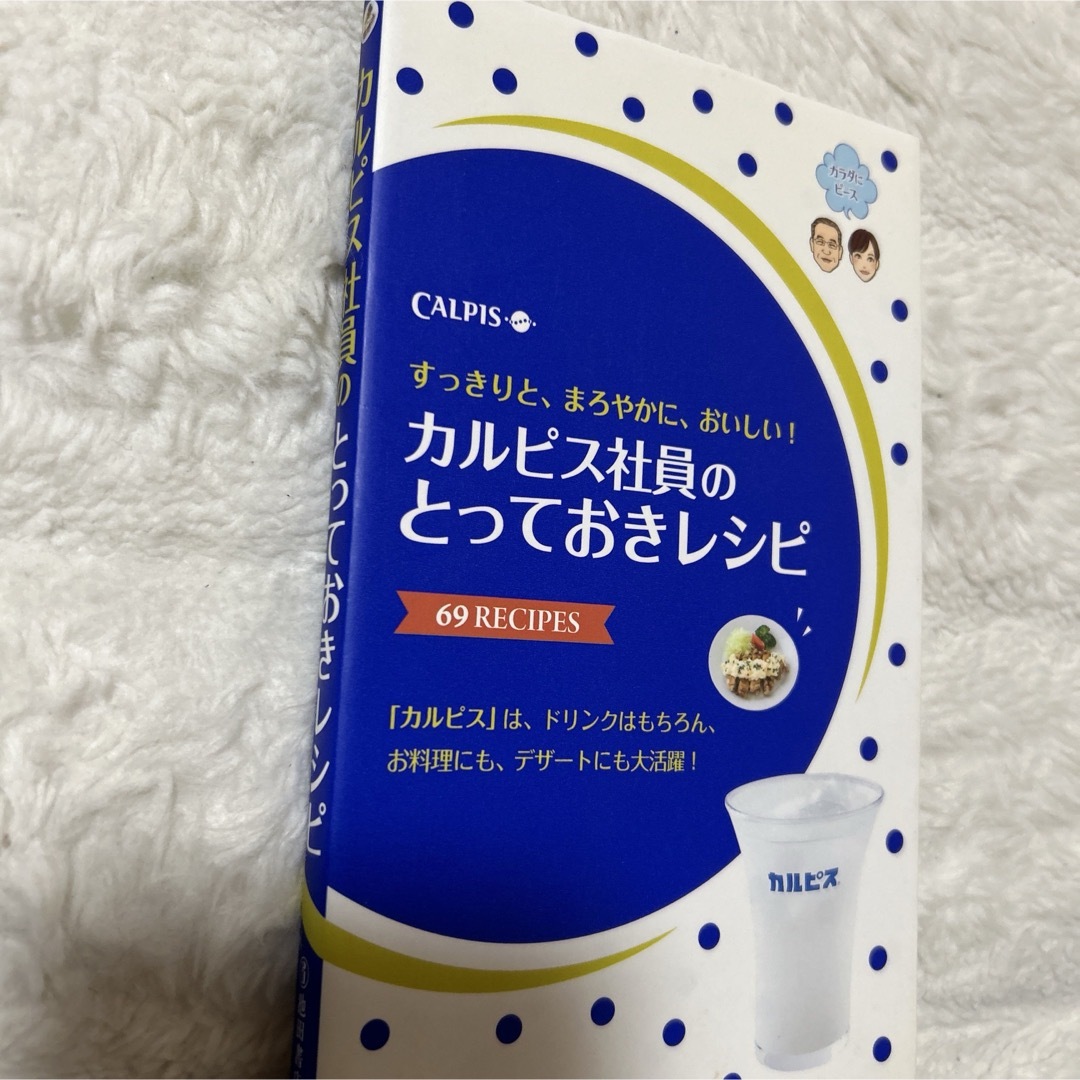 カルピス社員のとっておきレシピ
カラダに
ピース
CALPIS
すっきりと、まろやかに、おいしい!
カルピス社員の
とっておきレシピ
69 RECIPES
「カルピス」は、ドリンクはもちろん、
お料理にも、デザートにも大活躍!
カルピス